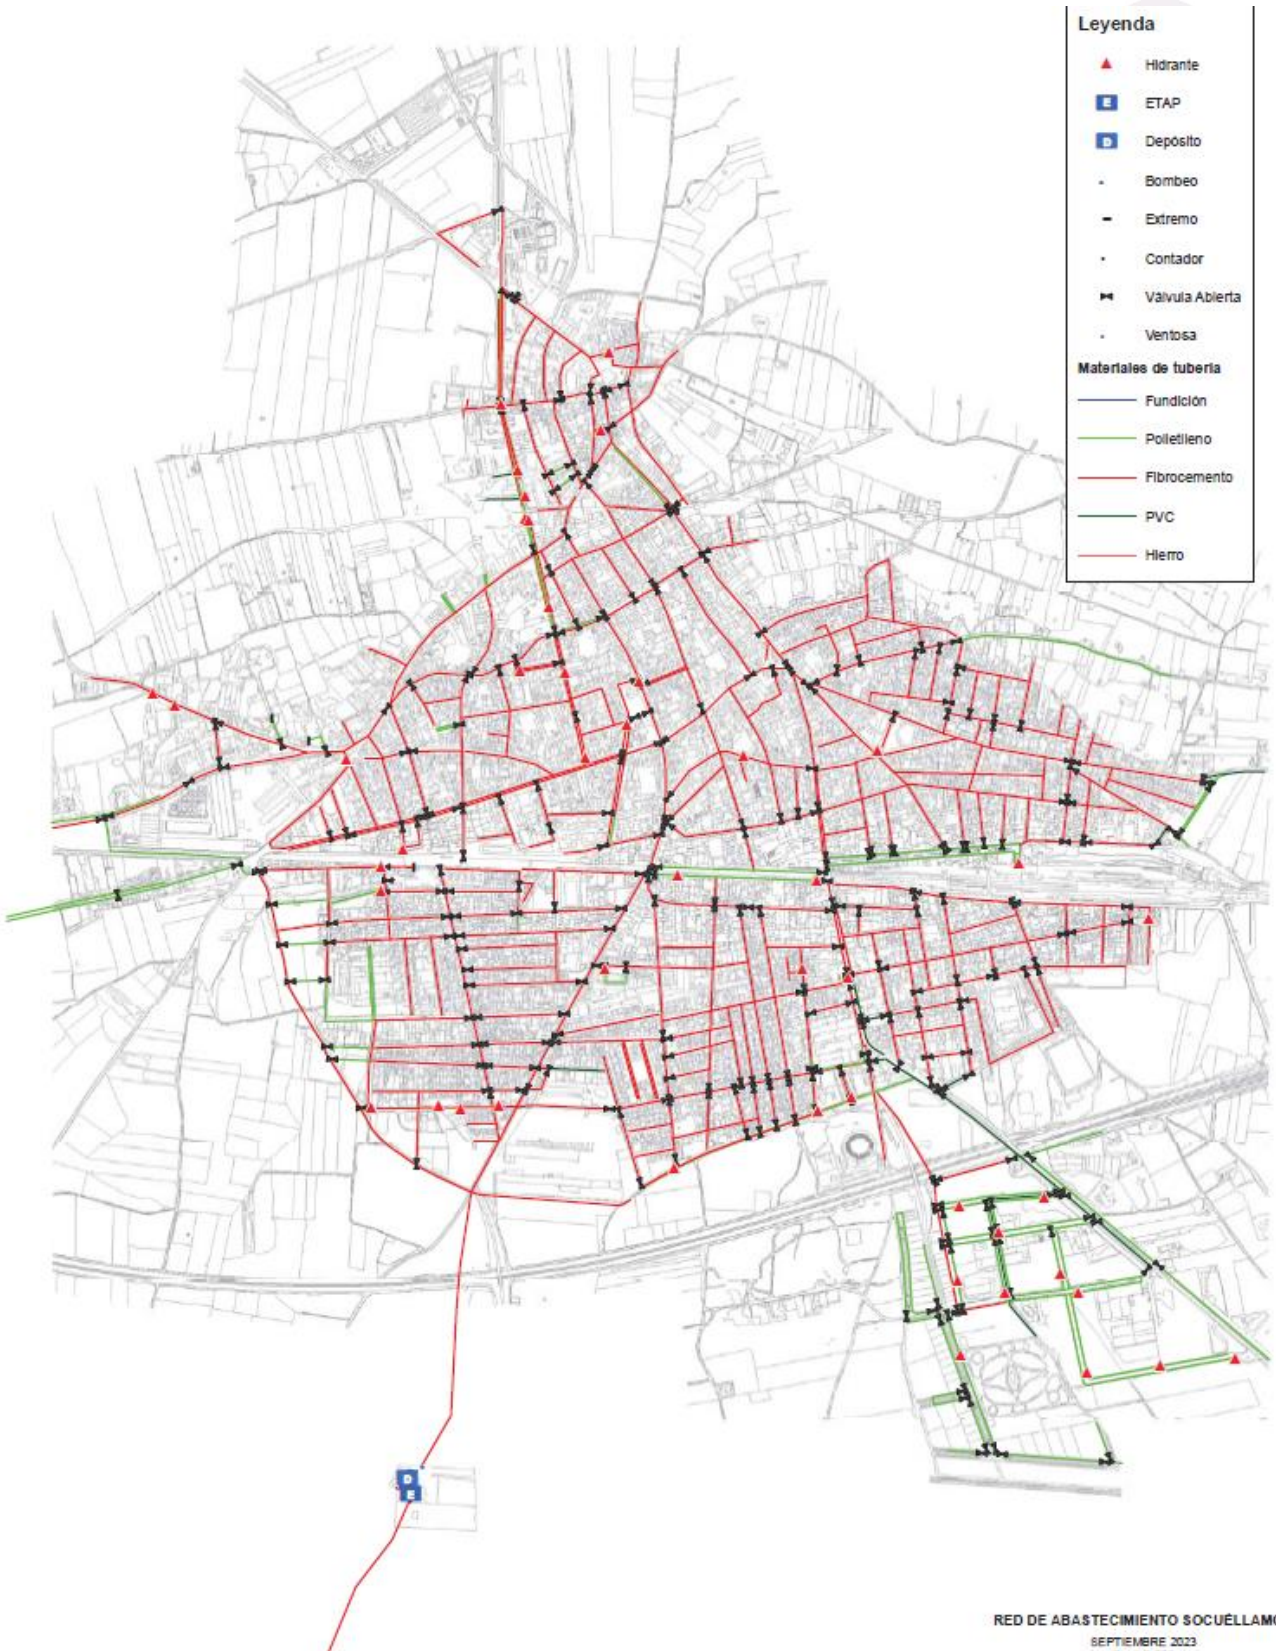 Leyenda
Hidrante
E ETAP
D Depósito
Bombeo
Extremo
Contador
Válvula Abierta
Ventosa
Materiales de tubería
Fundición
Polietileno
Fibrocemento
PVC
Hierro
D
E
RED DE ABASTECIMIENTO SOCUÉLLAMO
SEPTIEMBRE 2023